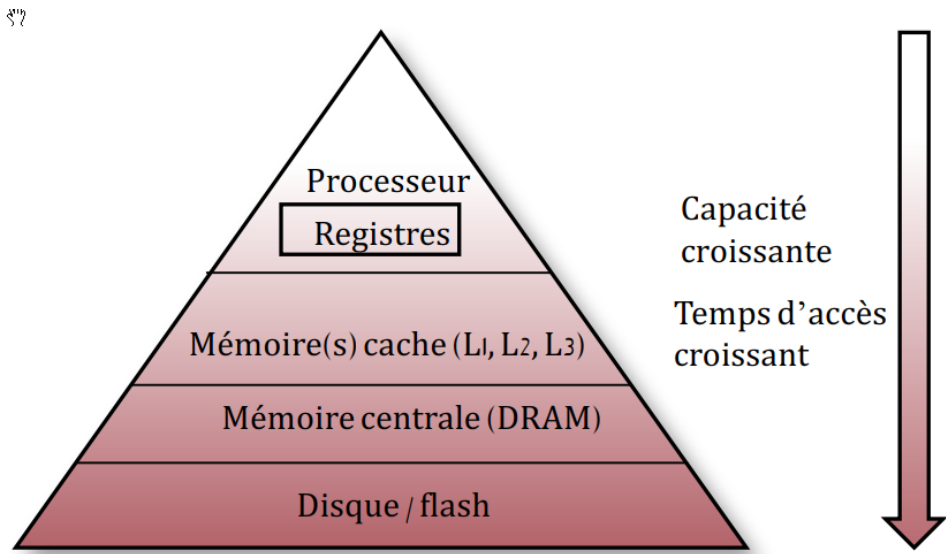 Processeur
Registres
Capacité
croissante
Temps d'accès
croissant
Mémoire(s) cache (L1, L2, L3)
Mémoire centrale (DRAM)
Disque / flash